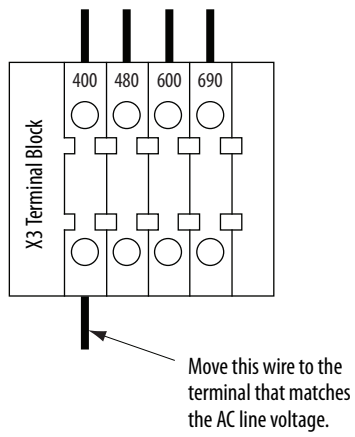 400 480 600 690
X3 Terminal Block
Move this wire to the
terminal that matches
the AC line voltage.